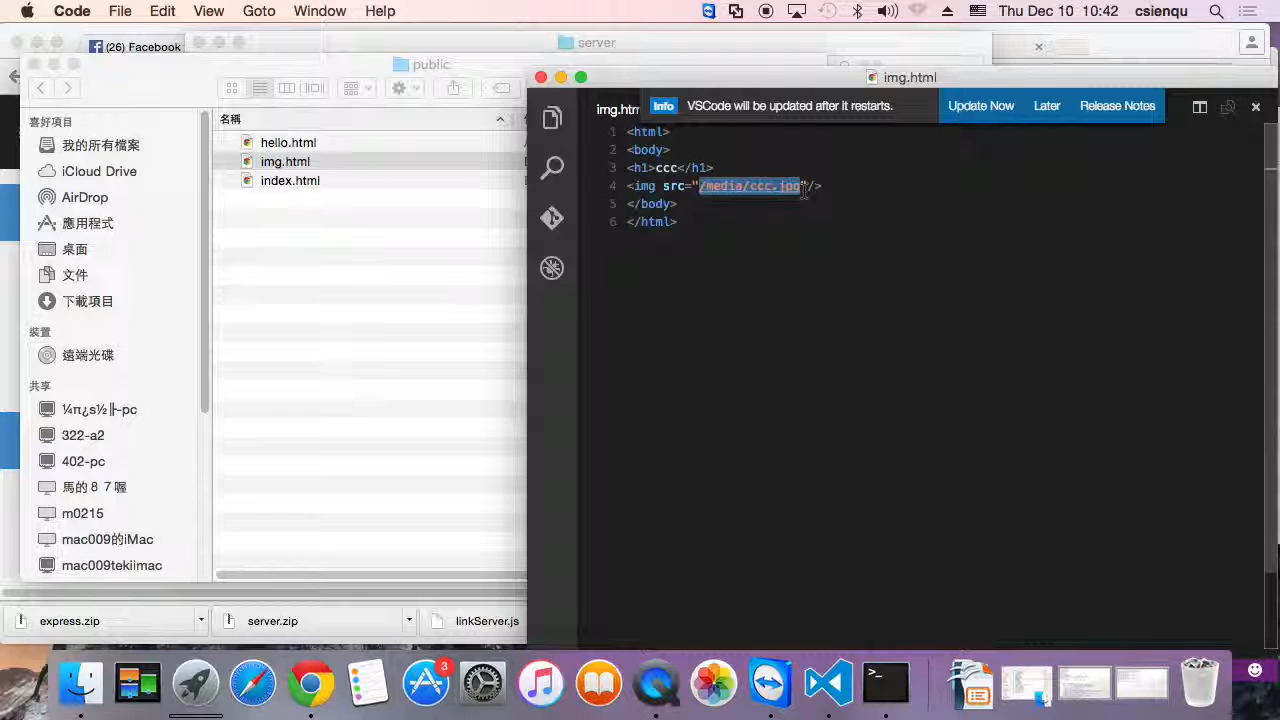 Code File Edit View Goto Window Help
Thu Dec 10 10:42 csienqu
(26) Facebook
server
public
img.html
喜好項目
我的所有檔案
iCloud Drive
AirDrop
應用程式
桌面
文件
下載項目
裝置
遠端光碟
共享
¼π¿s½╟-pc
322-a2
402-pc
馬的８７喔
m0215
mac009的iMac
mac009tekiimac
名稱
hello.html
img.html
index.html
Info VSCode will be updated after it restarts. Update Now Later Release Notes
1 <html>
2 <body>
3 <h1>ccc</h1>
4 <img src="/media/ccc.jpg"/>
5 </body>
6 </html>
express.zip
server.zip
linkServer.js
3